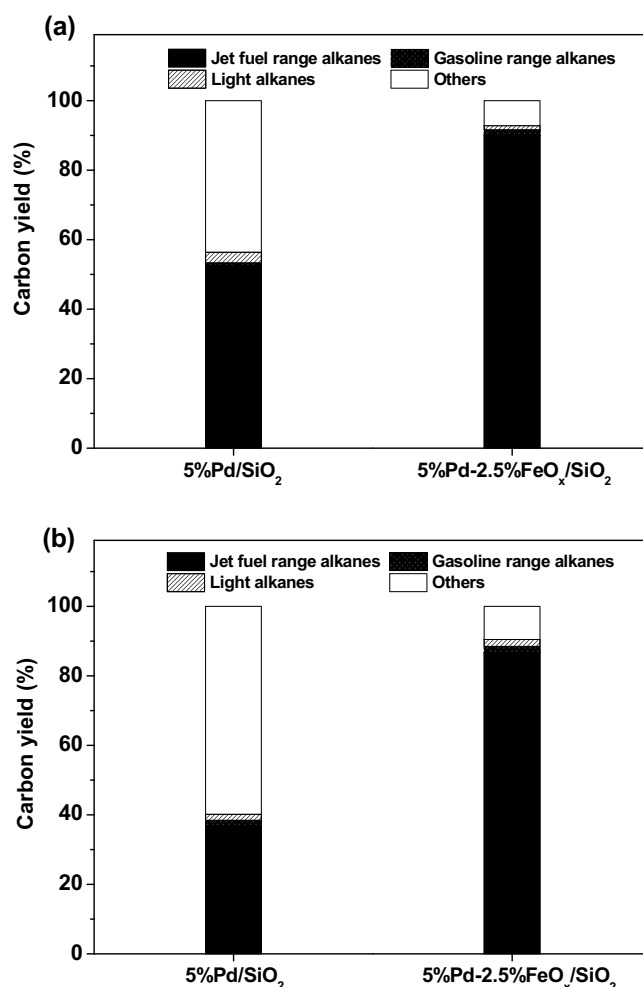 (a)
Jet fuel range alkanes Gasoline range alkanes
Light alkanes Others
100
80
60
40
20
0
Carbon yield (%)
5%Pd/SiO₂ 5%Pd-2.5%FeOₓ/SiO₂
(b)
Jet fuel range alkanes Gasoline range alkanes
Light alkanes Others
100
80
60
40
20
0
Carbon yield (%)
5%Pd/SiO₂ 5%Pd-2.5%FeOₓ/SiO₂